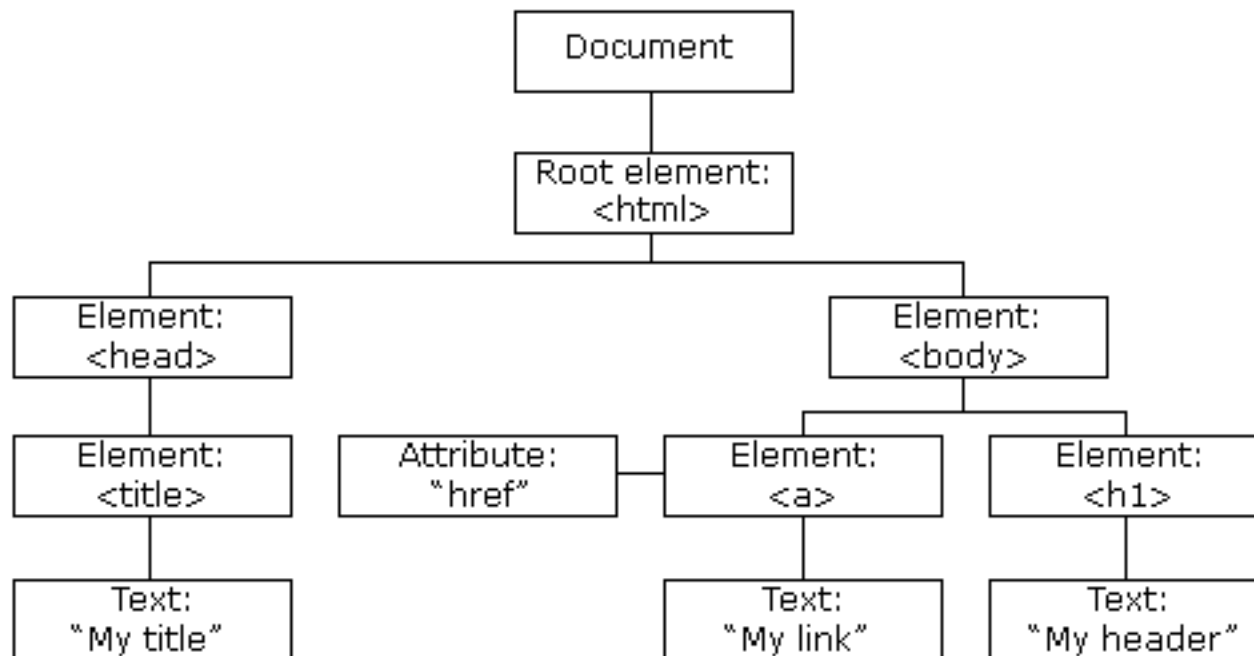 Document
Root element:
<html>
Element:
<head>
Element:
<body>
Element:
<title>
Attribute:
“href”
Element:
<a>
Element:
<h1>
Text:
“My title”
Text:
“My link”
Text:
“My header”